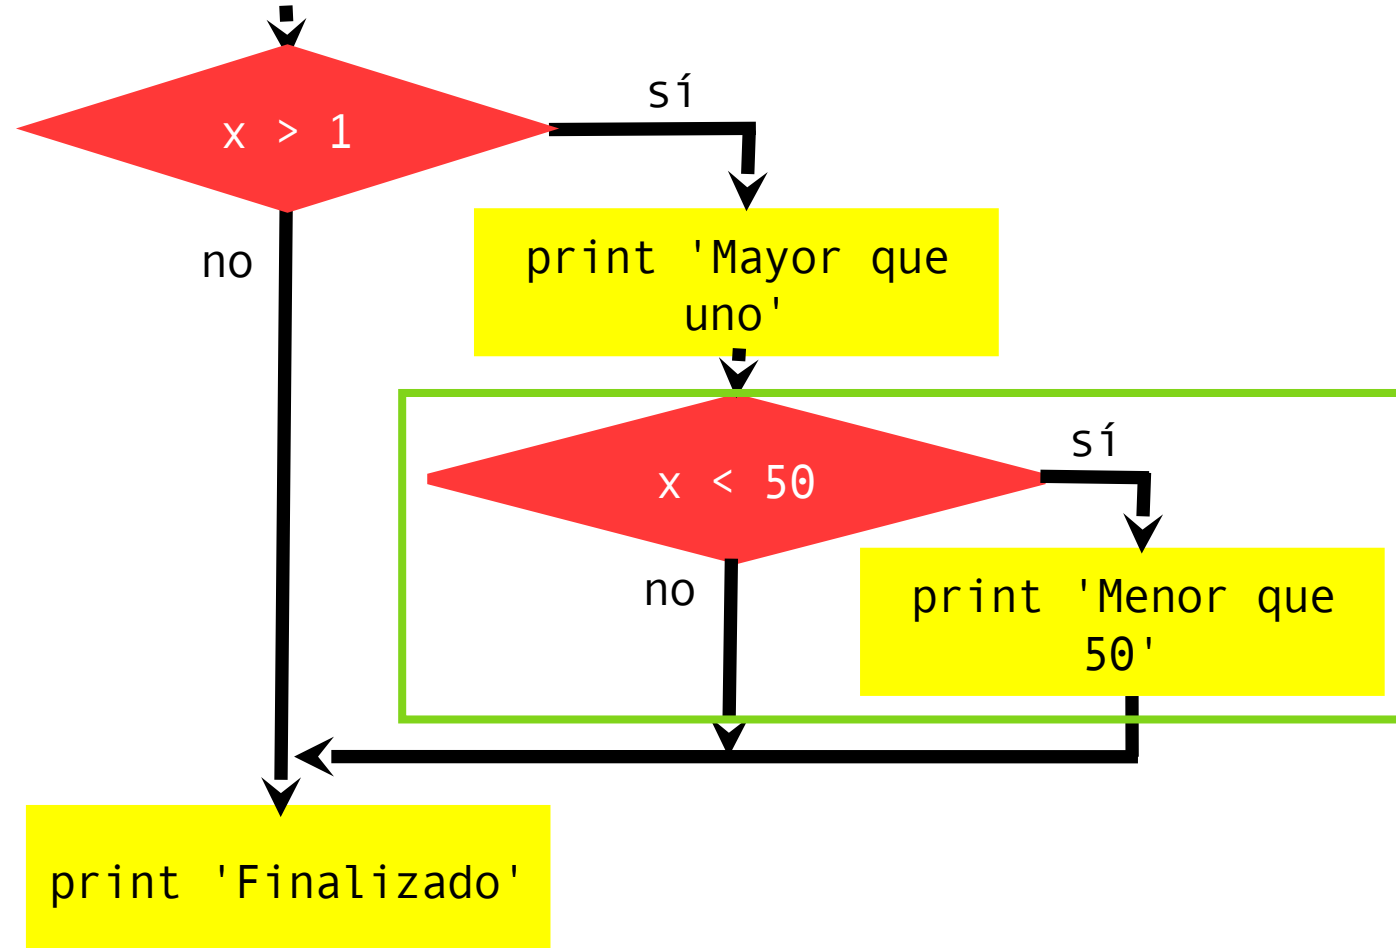 sí
x > 1
no
print 'Mayor que
uno'
sí
x < 50
no
print 'Menor que
50'
print 'Finalizado'